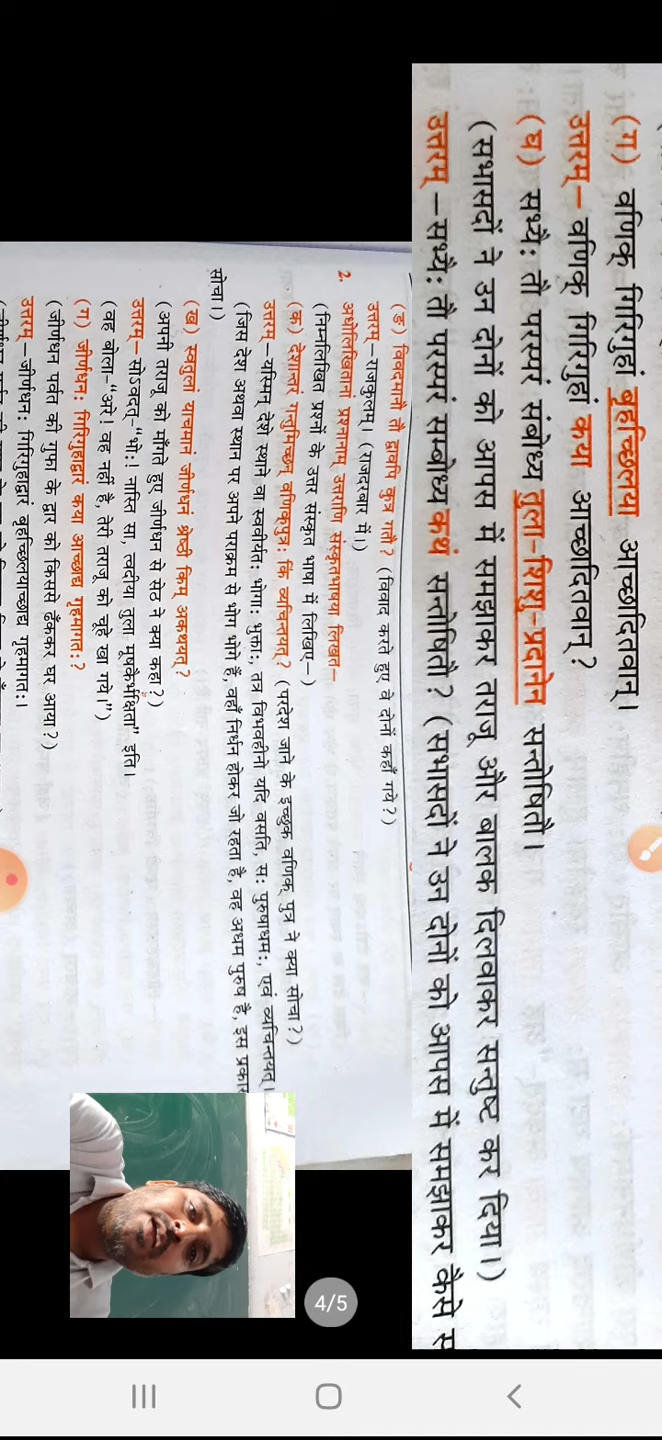 (ग) वणिक् गिरिगुहां बृहच्छिलया आच्छादितवान्।
उत्तरम्– वणिक् गिरिगुहां कया आच्छादितवान्?
(घ) सभ्यैः तौ परस्परं संबोध्य तुला-शिशु-प्रदानेन सन्तोषितौ।
(सभासदों ने उन दोनों को आपस में समझाकर तराजू और बालक दिलवाकर सन्तुष्ट कर दिया।)
उत्तरम् –सभ्यैः तौ परस्परं सम्बोध्य कथं सन्तोषितौ? (सभासदों ने उन दोनों को आपस में समझाकर कैसे
(ङ) विवदमानौ तौ द्वावपि कुत्र गतौ? (विवाद करते हुए वे दोनों कहाँ गये?)
उत्तरम् –राजकुलम्। (राजदरबार में।)
2. अधोलिखितानां प्रश्नानाम् उत्तराणि संस्कृतभाषया लिखत–
(निम्नलिखित प्रश्नों के उत्तर संस्कृत भाषा में लिखिए–)
(क) देशान्तरं गन्तुमिच्छन् वणिक्पुत्रः किं व्यचिन्तयत्? (परदेश जाने के इच्छुक वणिक् पुत्र ने क्या सोचा?)
उत्तरम् –यस्मिन् देशे स्थाने वा स्ववीर्यतः भोगाः भुक्ताः, तत्र विभवहीनो यदि वसति, सः पुरुषाधमः, एवं व्यचिन्तयत्।
(जिस देश अथवा स्थान पर अपने पराक्रम से भोग भोगे हैं, वहाँ निर्धन होकर जो रहता है, वह अधम पुरुष है, इस प्रकार
सोचा।)
(ख) स्वतुलां याचमानं जीर्णधनं श्रेष्ठी किम् अकथयत्?
(अपनी तराजू को माँगते हुए जीर्णधन से सेठ ने क्या कहा?)
उत्तरम्– सोऽवदत्–"भोः! नास्ति सा, त्वदीया तुला मूषकैर्भक्षिता" इति।
(वह बोला–"अरे! वह नहीं है, तेरी तराजू को चूहे खा गये।")
(ग) जीर्णधनः गिरिगुहाद्वारं कया आच्छाद्य गृहमागतः?
(जीर्णधन पर्वत की गुफा के द्वार को किससे ढँककर घर आया?)
उत्तरम् –जीर्णधनः गिरिगुहाद्वारं बृहच्छिलयाच्छाद्य गृहमागतः।
4/5